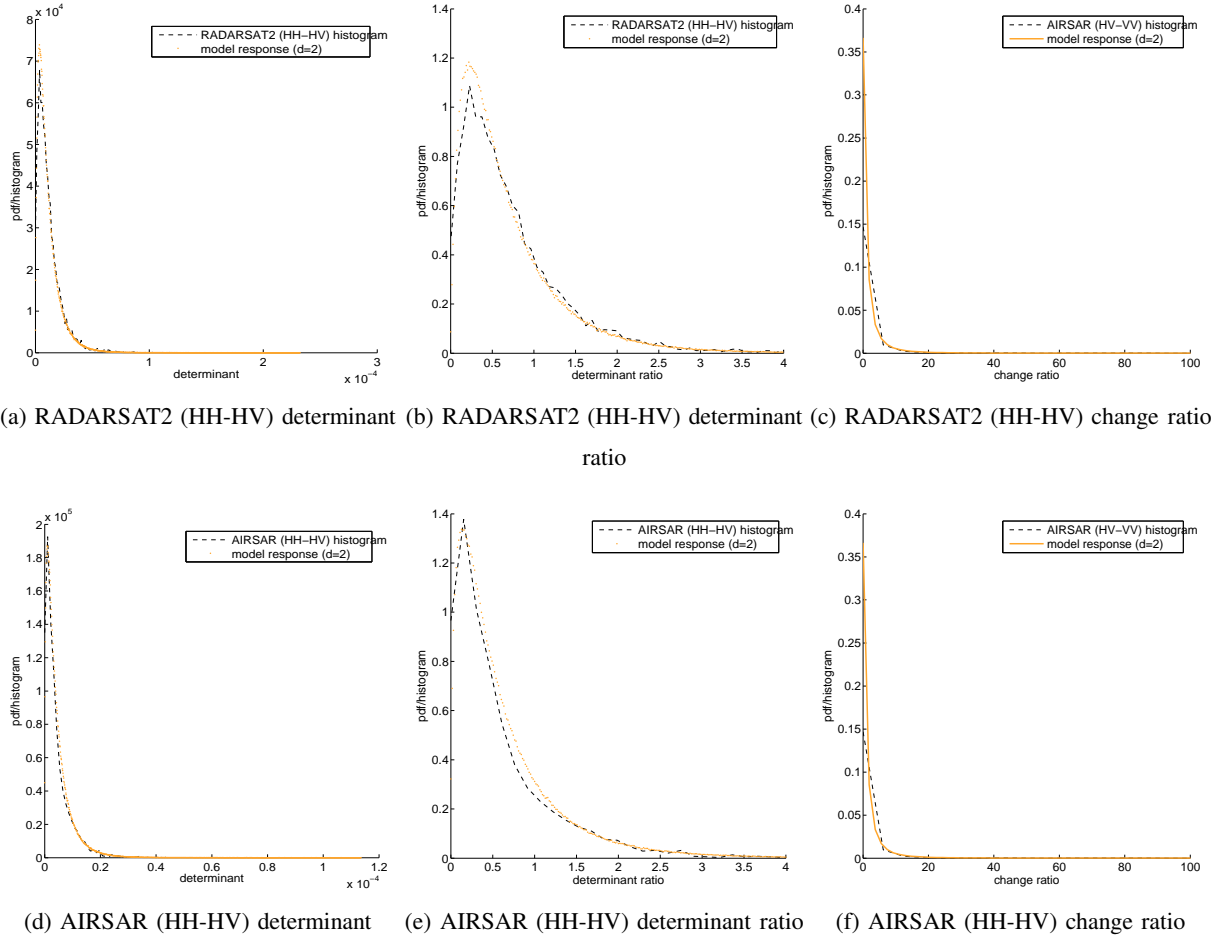 8 x 10^4
RADARSAT2 (HH−HV) histogram
model response (d=2)
7
6
5
4
3
2
1
0
pdf/histogram
0 1 2 3
x 10^−4
determinant
1.4
RADARSAT2 (HH−HV) histogram
model response (d=2)
1.2
1
0.8
0.6
0.4
0.2
0
pdf/histogram
0 0.5 1 1.5 2 2.5 3 3.5 4
determinant ratio
0.4
AIRSAR (HV−VV) histogram
model response (d=2)
0.35
0.3
0.25
0.2
0.15
0.1
0.05
0
pdf/histogram
0 20 40 60 80 100
change ratio
(a) RADARSAT2 (HH-HV) determinant
(b) RADARSAT2 (HH-HV) determinant
ratio
(c) RADARSAT2 (HH-HV) change ratio
2 x 10^5
AIRSAR (HH−HV) histogram
model response (d=2)
1.8
1.6
1.4
1.2
1
0.8
0.6
0.4
0.2
0
pdf/histogram
0 0.2 0.4 0.6 0.8 1 1.2
x 10^−4
determinant
1.4
AIRSAR (HH−HV) histogram
model response (d=2)
1.2
1
0.8
0.6
0.4
0.2
0
pdf/histogram
0 0.5 1 1.5 2 2.5 3 3.5 4
determinant ratio
0.4
AIRSAR (HV−VV) histogram
model response (d=2)
0.35
0.3
0.25
0.2
0.15
0.1
0.05
0
pdf/histogram
0 20 40 60 80 100
change ratio
(d) AIRSAR (HH-HV) determinant
(e) AIRSAR (HH-HV) determinant ratio
(f) AIRSAR (HH-HV) change ratio